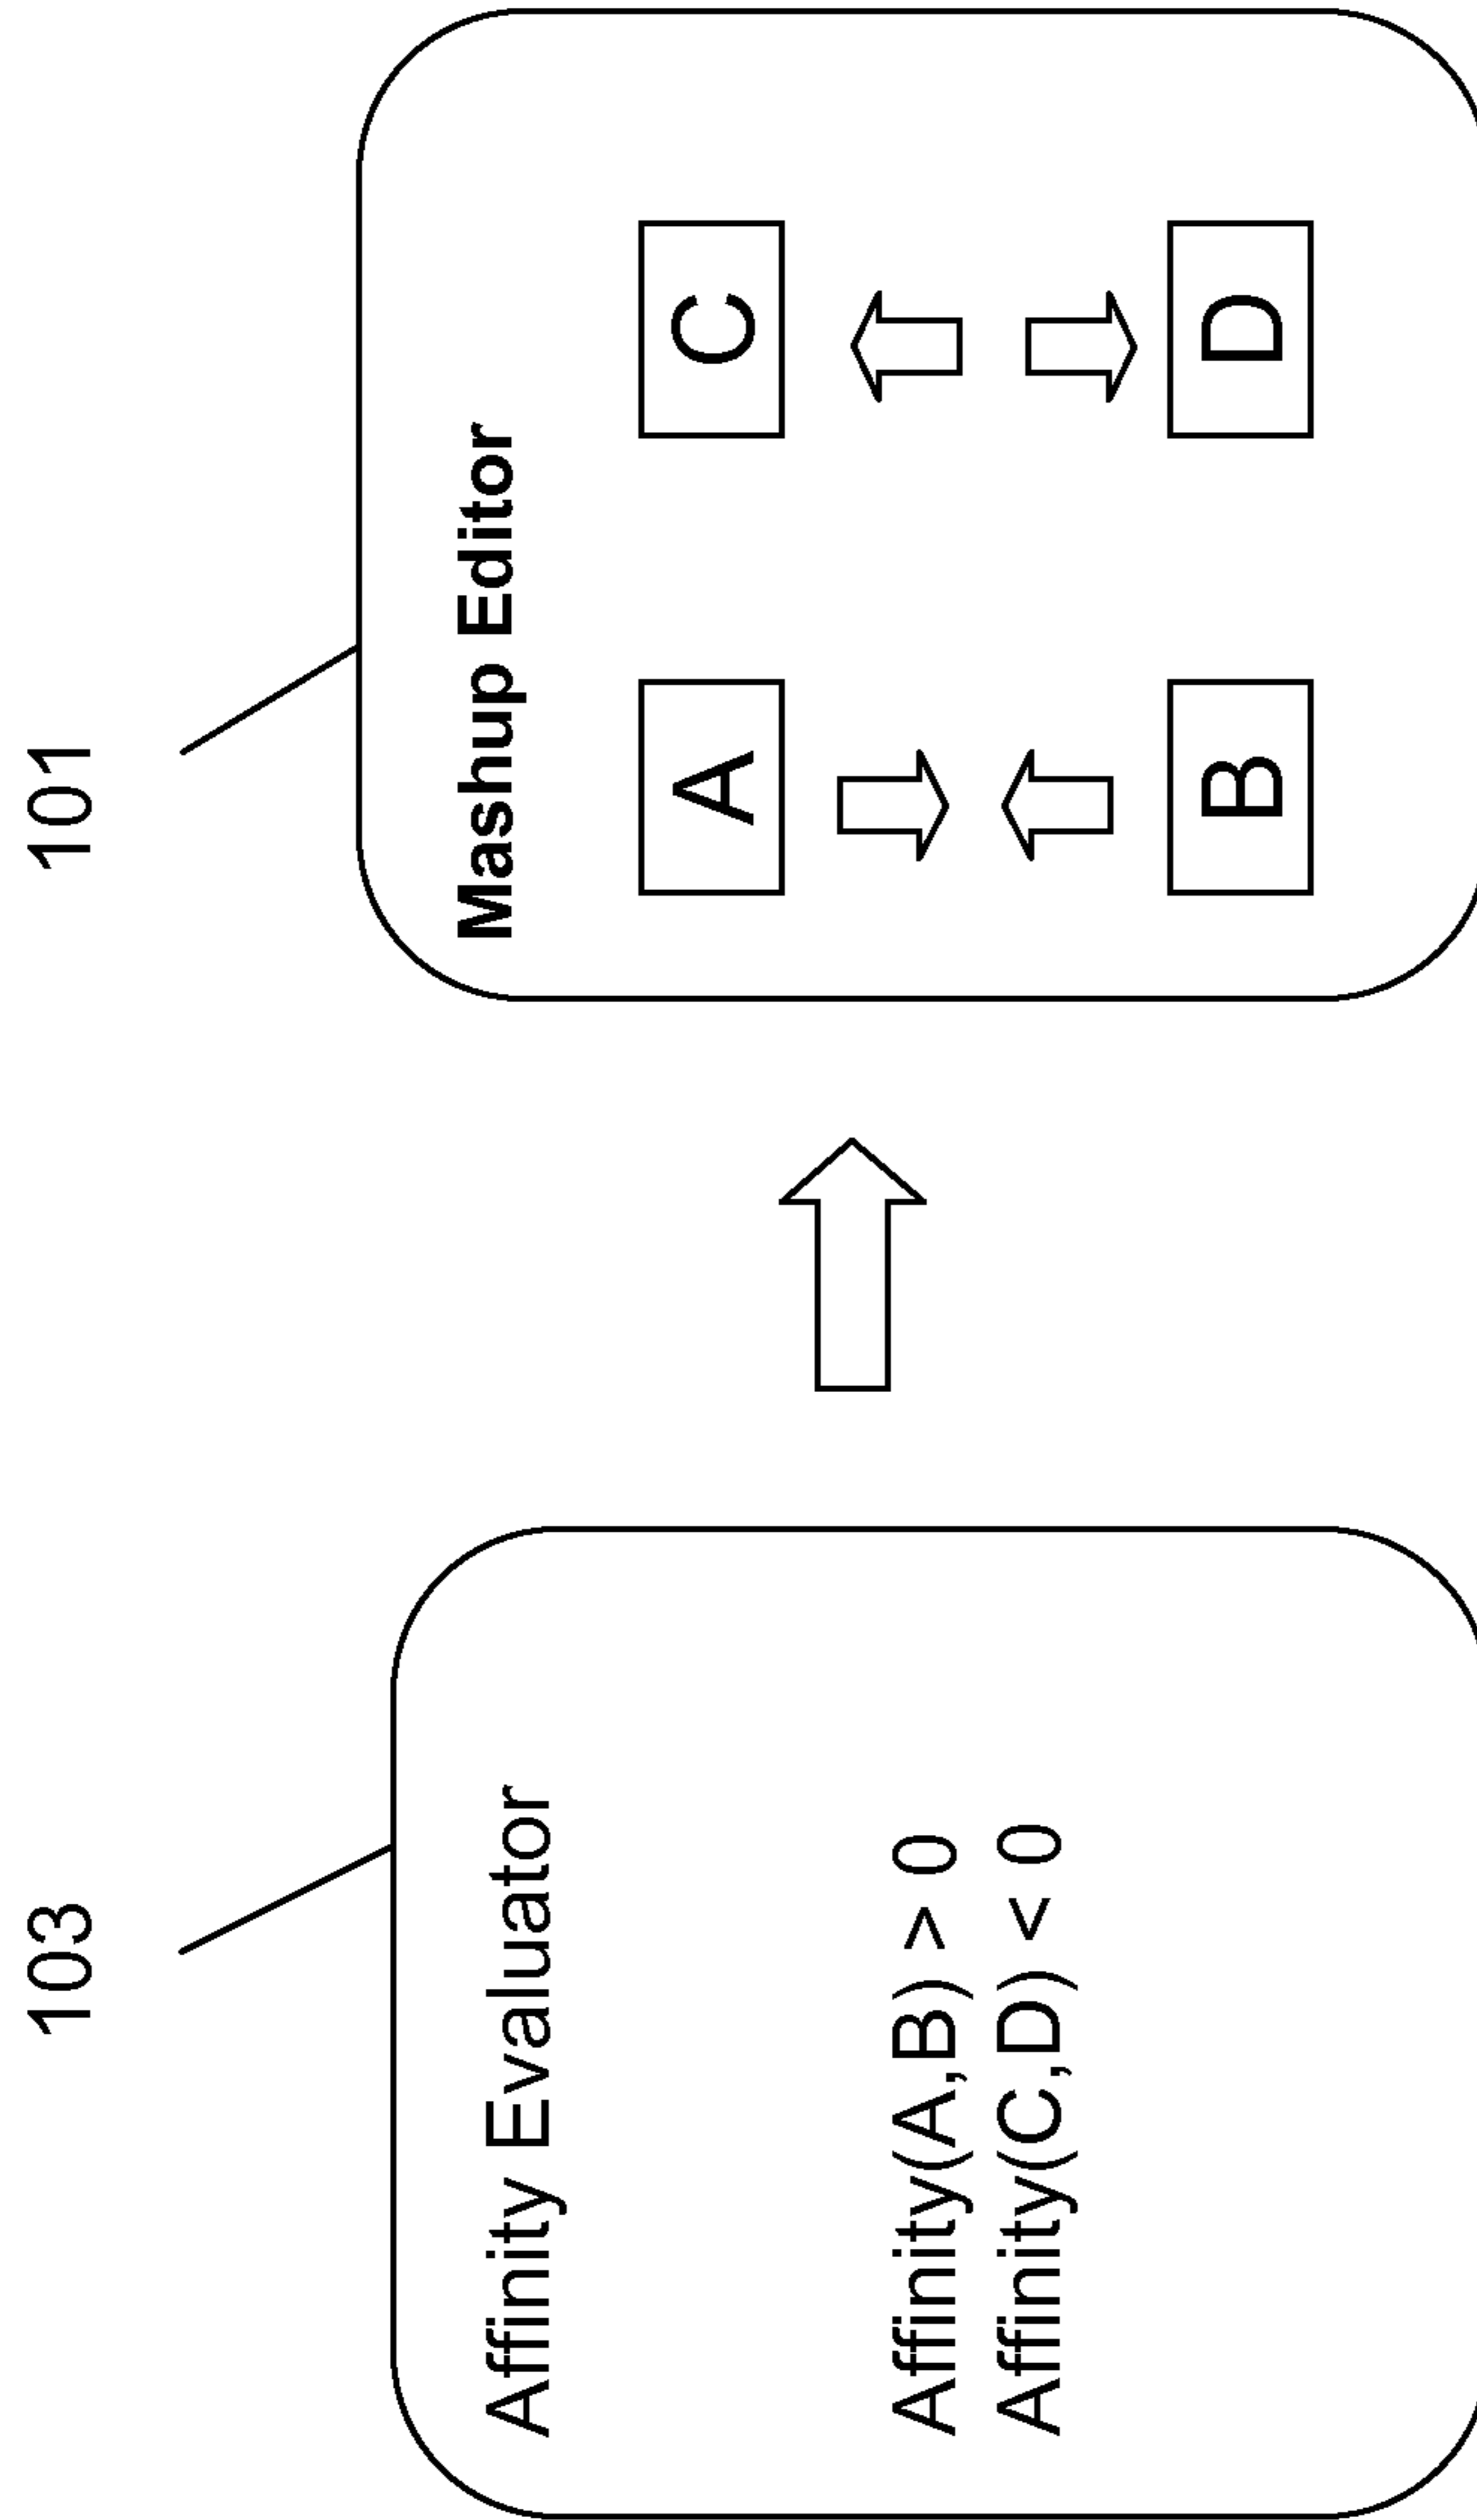 103
Affinity Evaluator
Affinity(A,B) > 0
Affinity(C,D) < 0
101
Mashup Editor
A
C
B
D